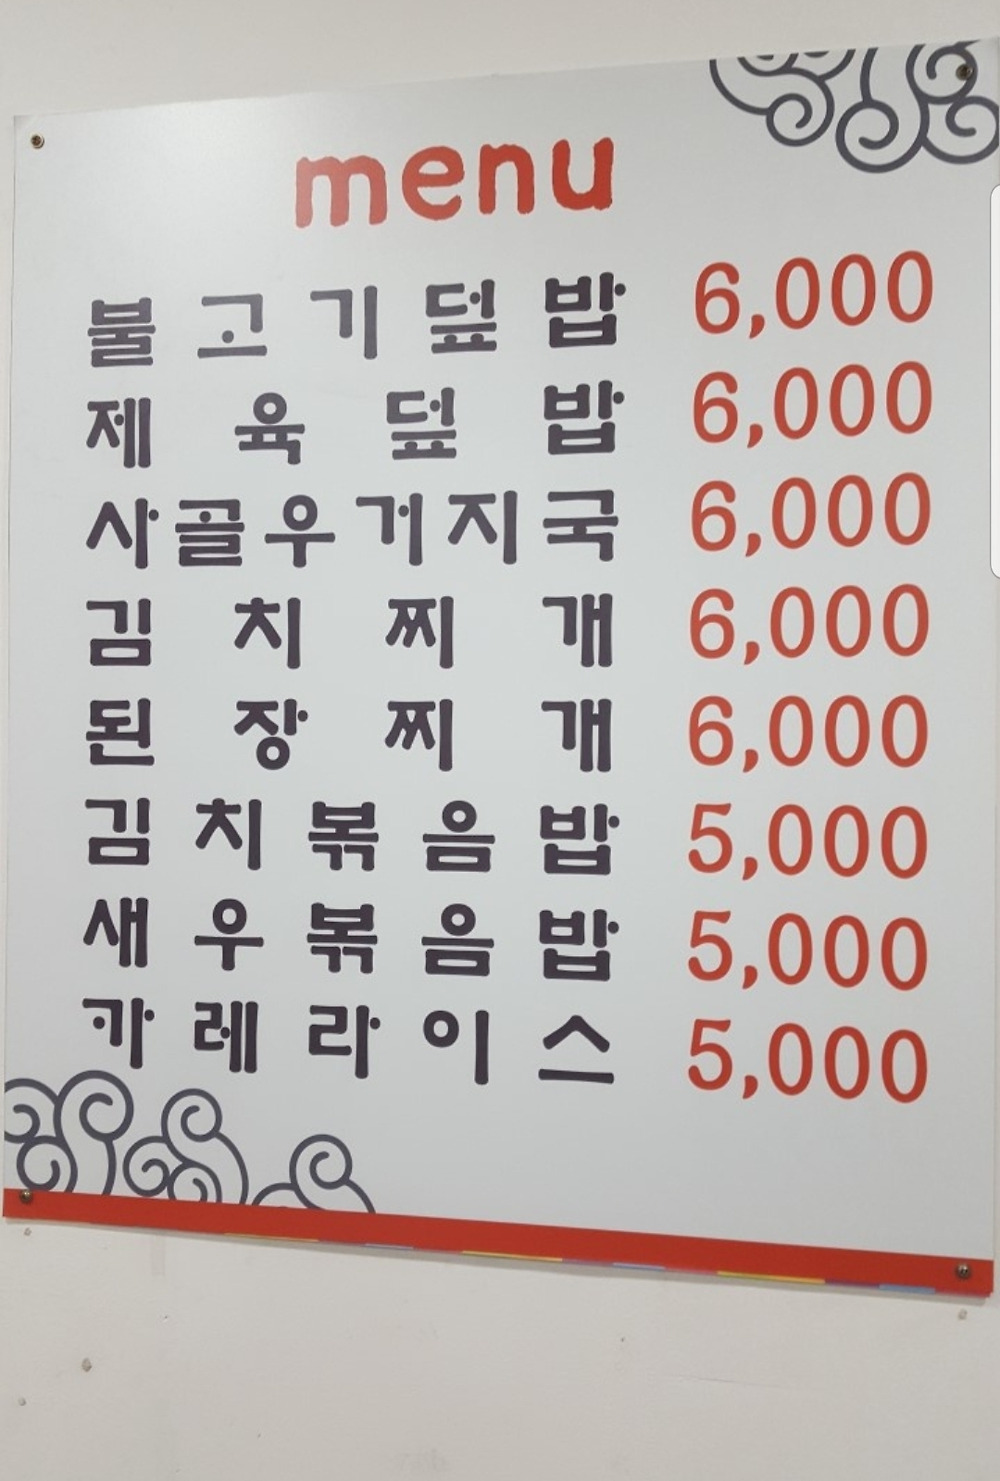 menu
불고기덮밥 6,000
제육덮밥 6,000
사골우거지국 6,000
김치찌개 6,000
된장찌개 6,000
김치볶음밥 5,000
새우볶음밥 5,000
카레라이스 5,000